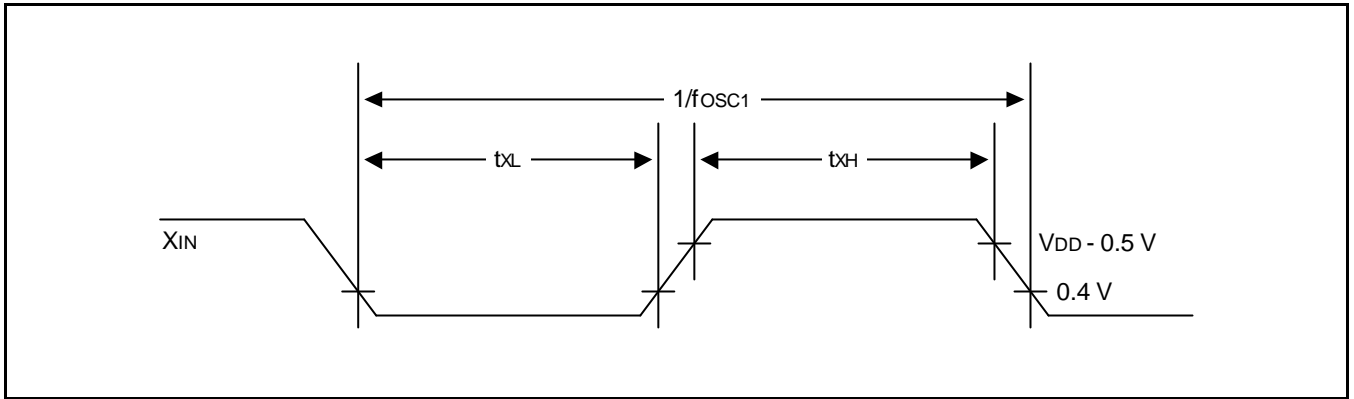 1/fOSC1
tXL
tXH
XIN
VDD - 0.5 V
0.4 V